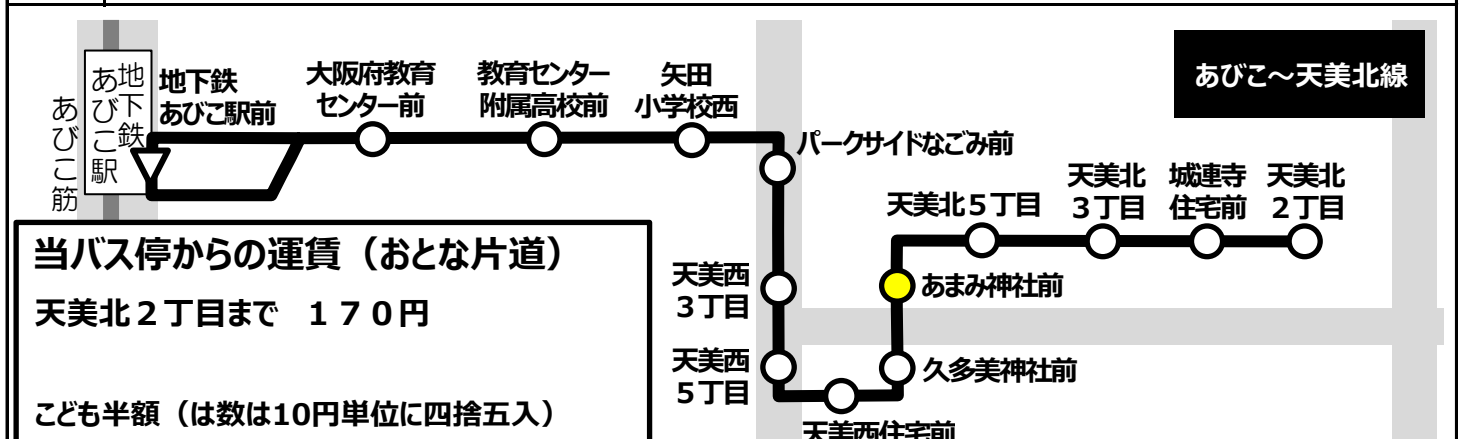 あびこ～天美北線
あびこ筋
地下鉄
あびこ駅
地下鉄
あびこ駅前
大阪府教育
センター前
教育センター
附属高校前
矢田
小学校西
パークサイドなごみ前
天美西
３丁目
天美西
５丁目
天美西住宅前
久多美神社前
あまみ神社前
天美北５丁目
天美北
３丁目
城連寺
住宅前
天美北
２丁目
当バス停からの運賃（おとな片道）
天美北２丁目まで　１７０円
こども半額（は数は10円単位に四捨五入）